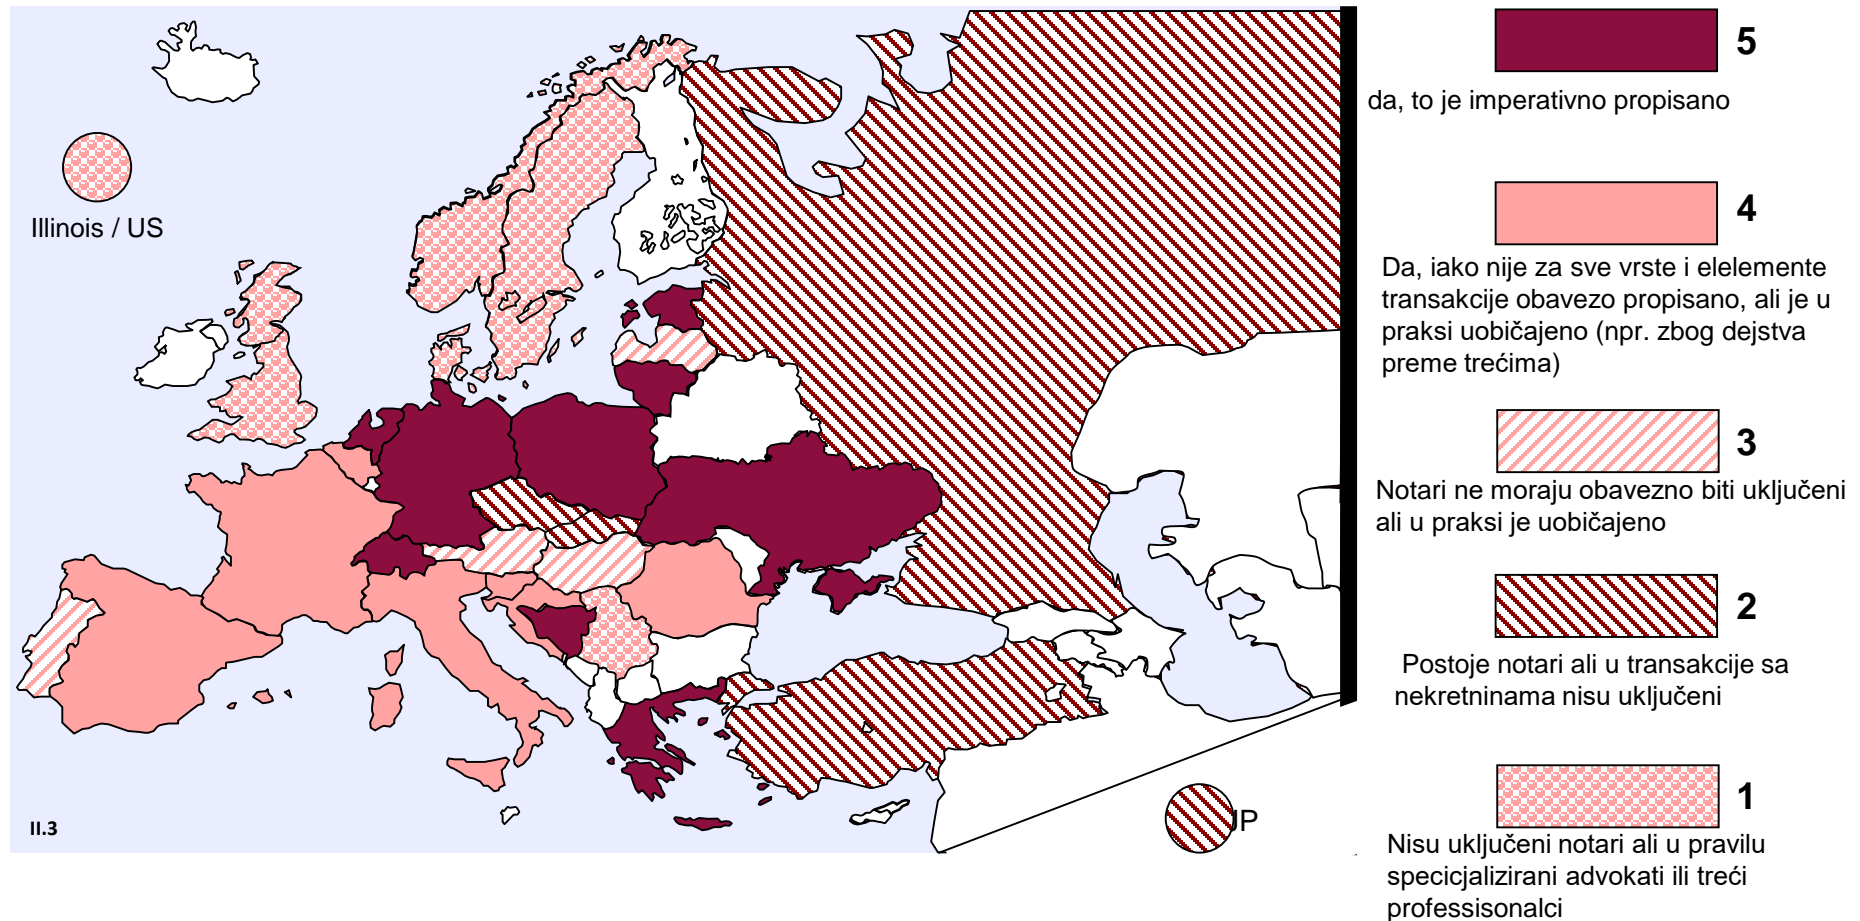 5
da, to je imperativno propisano
4
Da, iako nije za sve vrste i elelemente
transakcije obavezo propisano, ali je u
praksi uobičajeno (npr. zbog dejstva
preme trećima)
3
Notari ne moraju obavezno biti uključeni
ali u praksi je uobičajeno
2
Postoje notari ali u transakcije sa
nekretninama nisu uključeni
1
Nisu uključeni notari ali u pravilu
specicjalizirani advokati ili treći
professisonalci
Illinois / US
JP
II.3